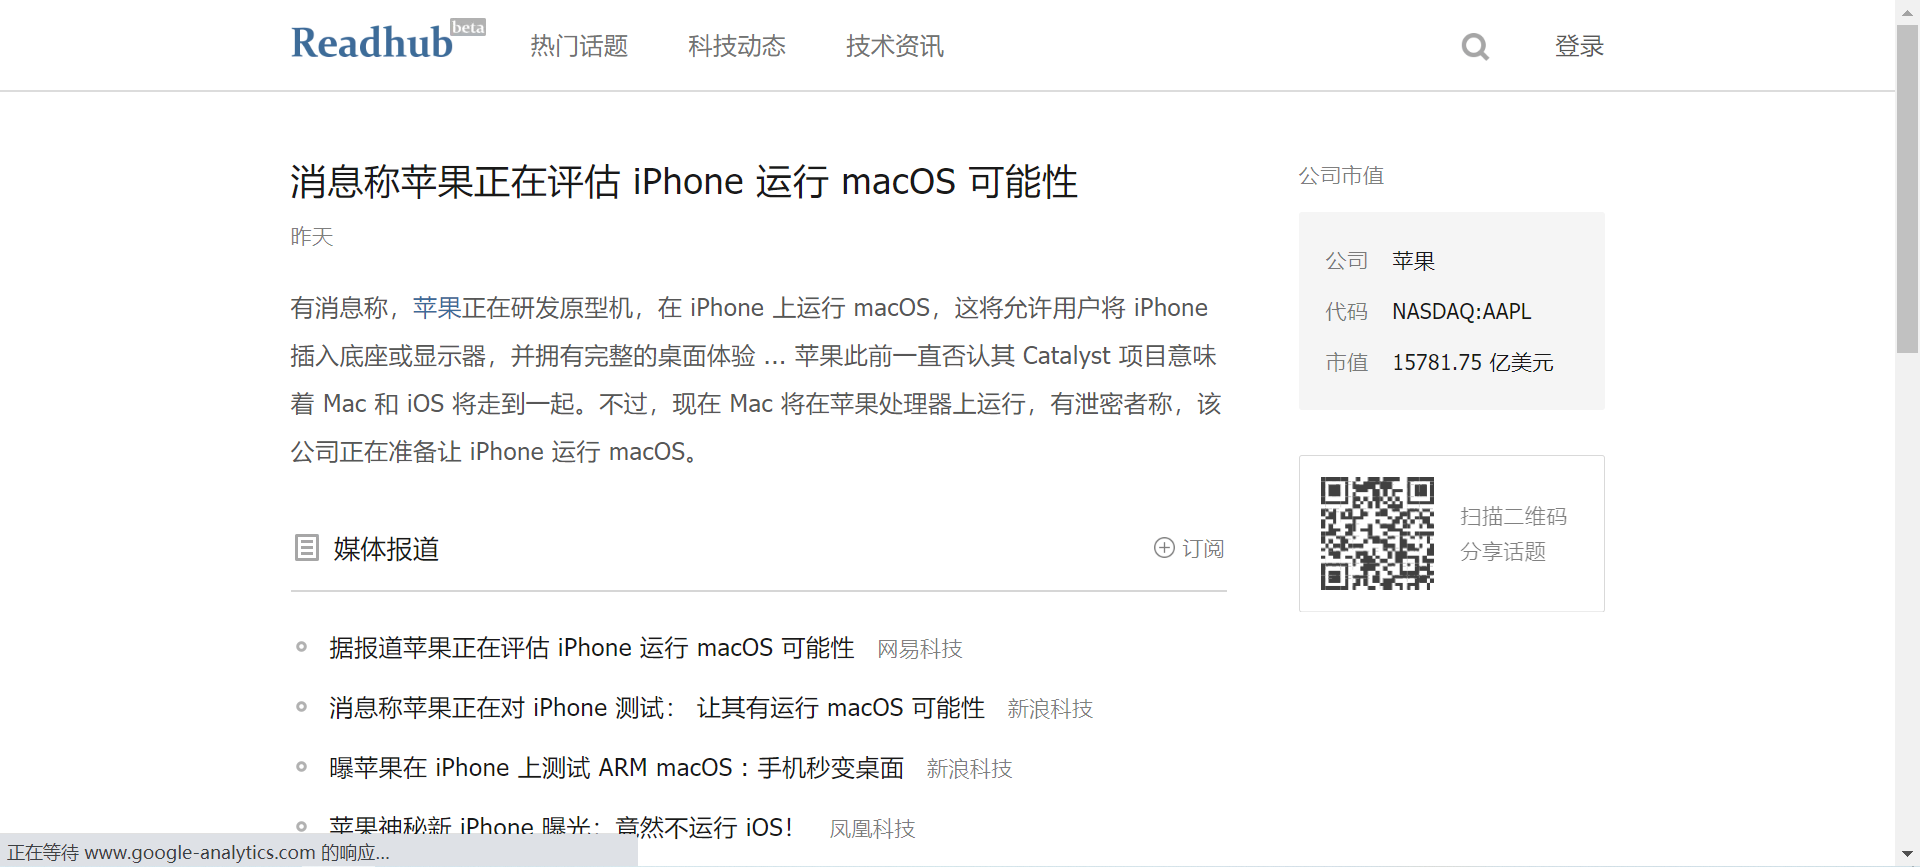 Readhub beta 热门话题 科技动态 技术资讯 登录
消息称苹果正在评估 iPhone 运行 macOS 可能性
昨天
有消息称，苹果正在研发原型机，在 iPhone 上运行 macOS，这将允许用户将 iPhone
插入底座或显示器，并拥有完整的桌面体验 ... 苹果此前一直否认其 Catalyst 项目意味
着 Mac 和 iOS 将走到一起。不过，现在 Mac 将在苹果处理器上运行，有泄密者称，该
公司正在准备让 iPhone 运行 macOS。
媒体报道 订阅
据报道苹果正在评估 iPhone 运行 macOS 可能性 网易科技
消息称苹果正在对 iPhone 测试： 让其有运行 macOS 可能性 新浪科技
曝苹果在 iPhone 上测试 ARM macOS：手机秒变桌面 新浪科技
苹果神秘新 iPhone 曝光：竟然不运行 iOS！ 凤凰科技
公司市值
公司 苹果
代码 NASDAQ:AAPL
市值 15781.75 亿美元
扫描二维码
分享话题
正在等待 www.google-analytics.com 的响应...